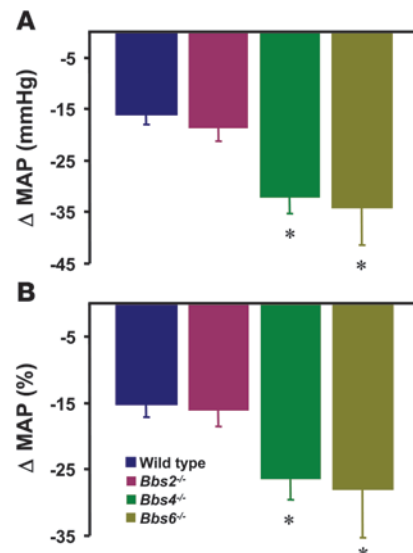 A
Δ MAP (mmHg)
-5
-15
-25
-35
-45
*
*
B
Δ MAP (%)
-5
-15
-25
-35
Wild type
Bbs2-/-
Bbs4-/-
Bbs6-/-
*
*